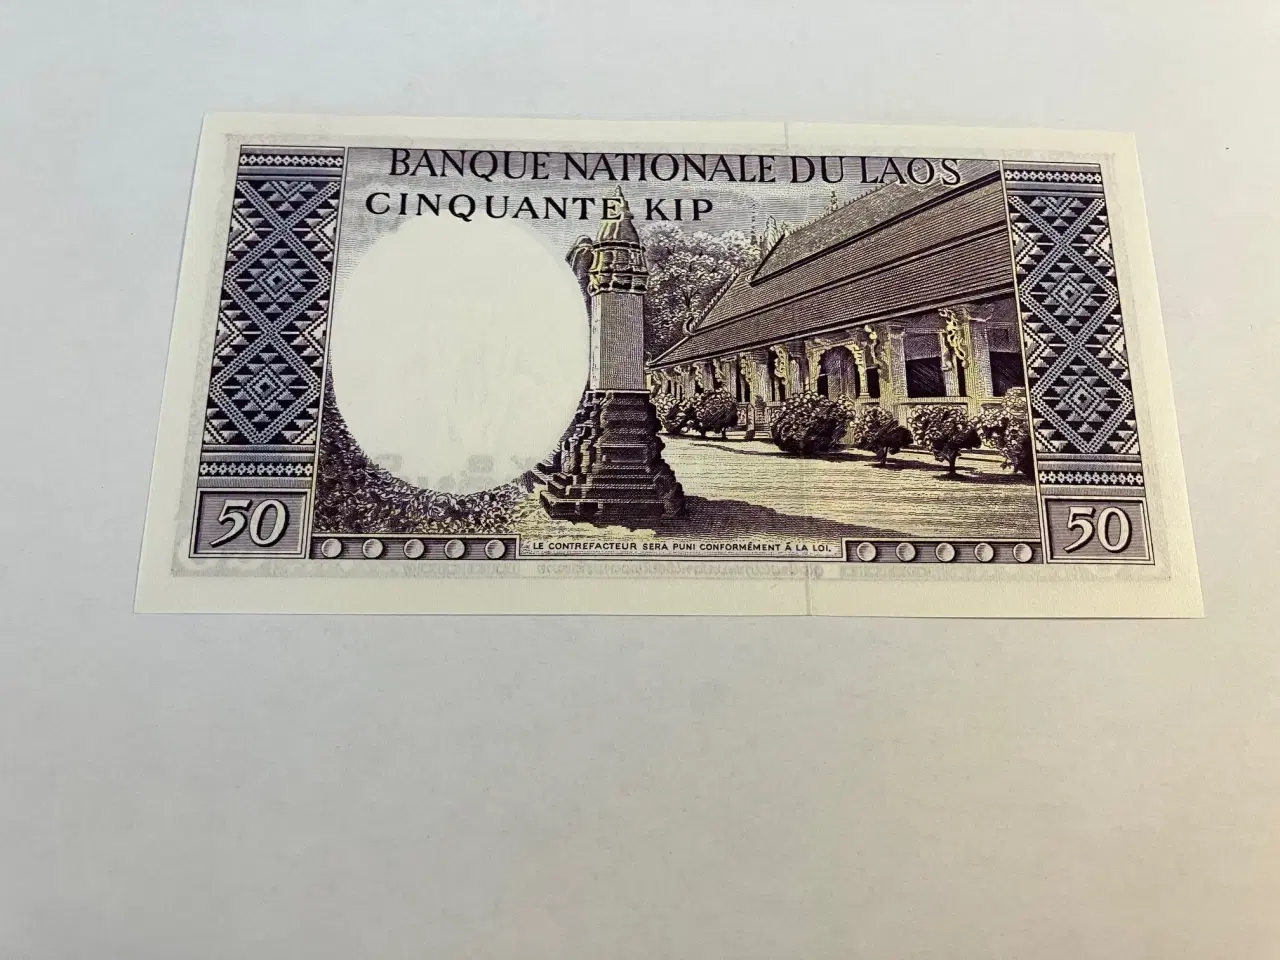 BANQUE NATIONALE DU LAOS
CINQUANTE KIP
50
LE CONTREFACTEUR SERA PUNI CONFORMÉMENT À LA LOI.
50